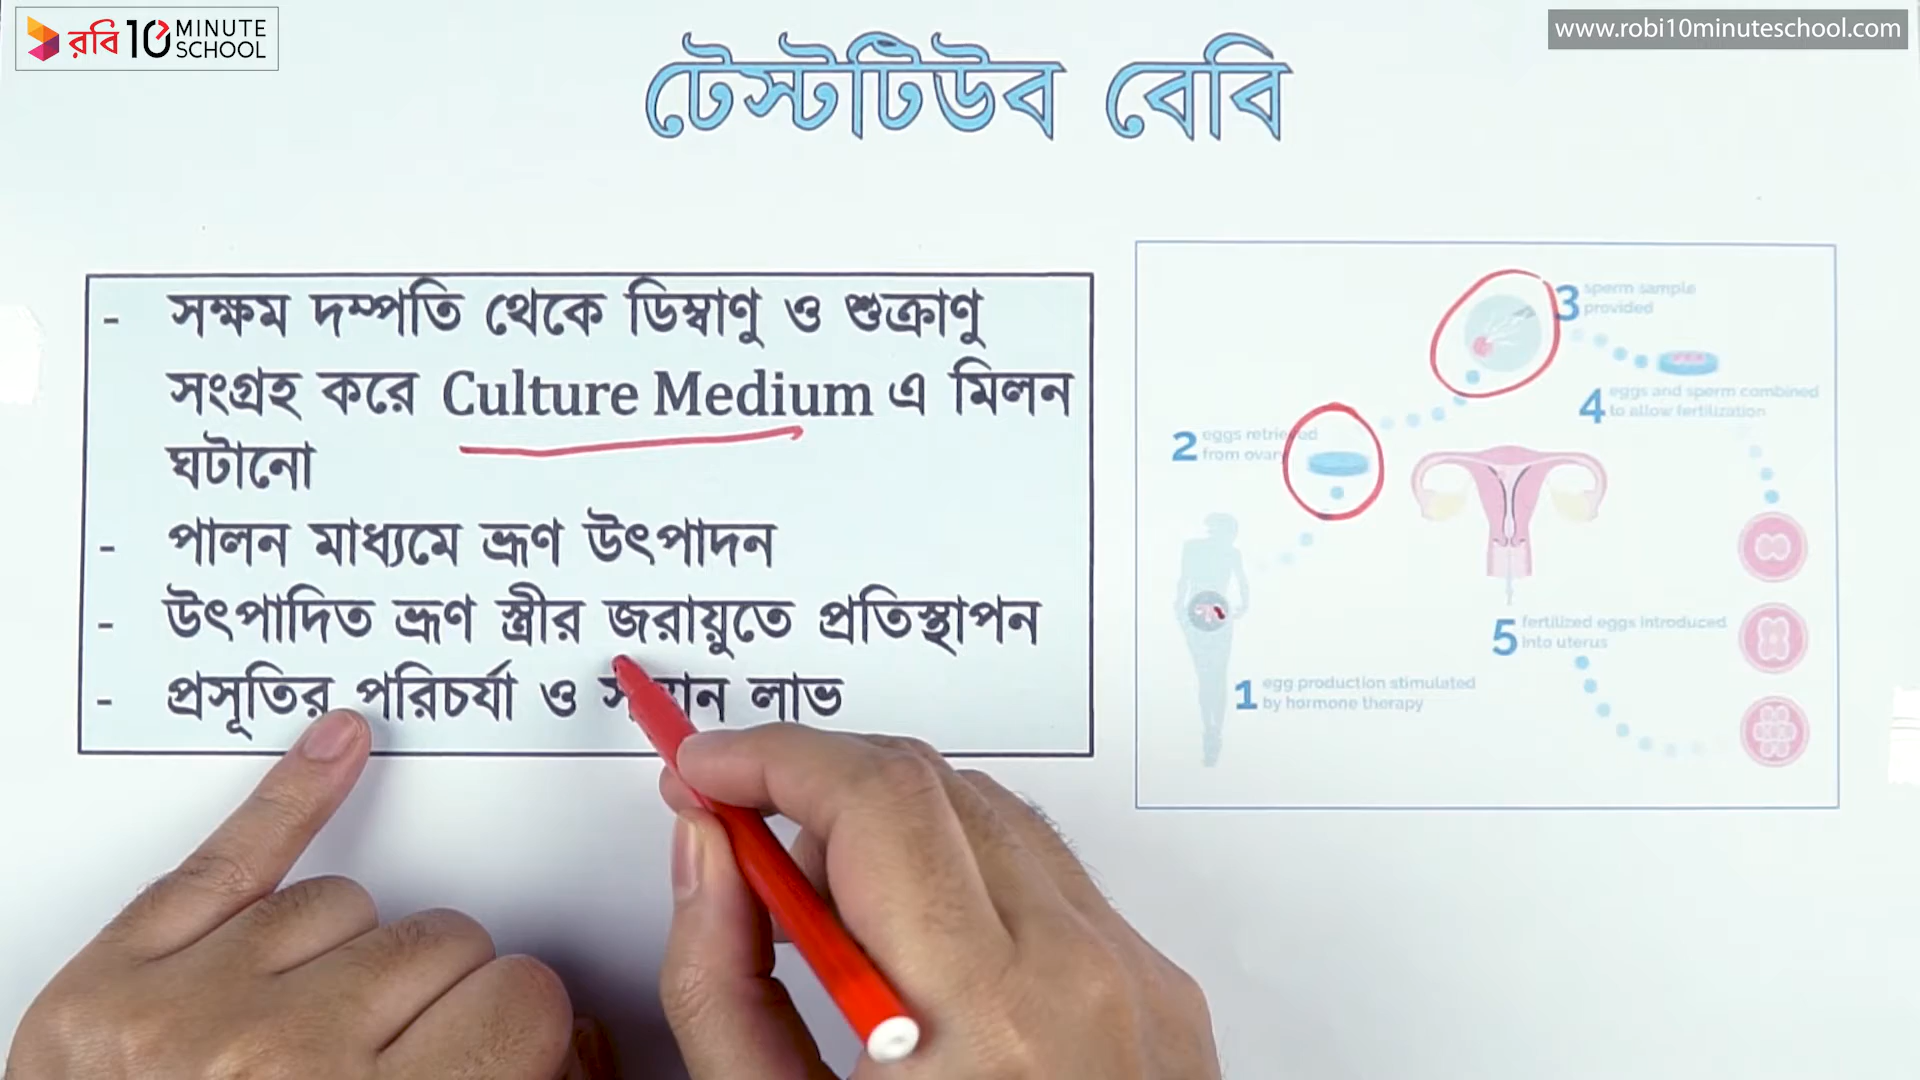 রবি 10 MINUTE SCHOOL
www.robi10minuteschool.com
টেস্টটিউব বেবি
- সক্ষম দম্পতি থেকে ডিম্বাণু ও শুক্রাণু
সংগ্রহ করে Culture Medium এ মিলন
ঘটানো
- পালন মাধ্যমে ভ্রূণ উৎপাদন
- উৎপাদিত ভ্রূণ স্ত্রীর জরায়ুতে প্রতিস্থাপন
- প্রসূতির পরিচর্যা ও লাভ
3 sperm sample
provided
4 eggs and sperm combined
to allow fertilization
2 eggs retrieved
from ovary
5 fertilized eggs introduced
into uterus
1 egg production stimulated
by hormone therapy